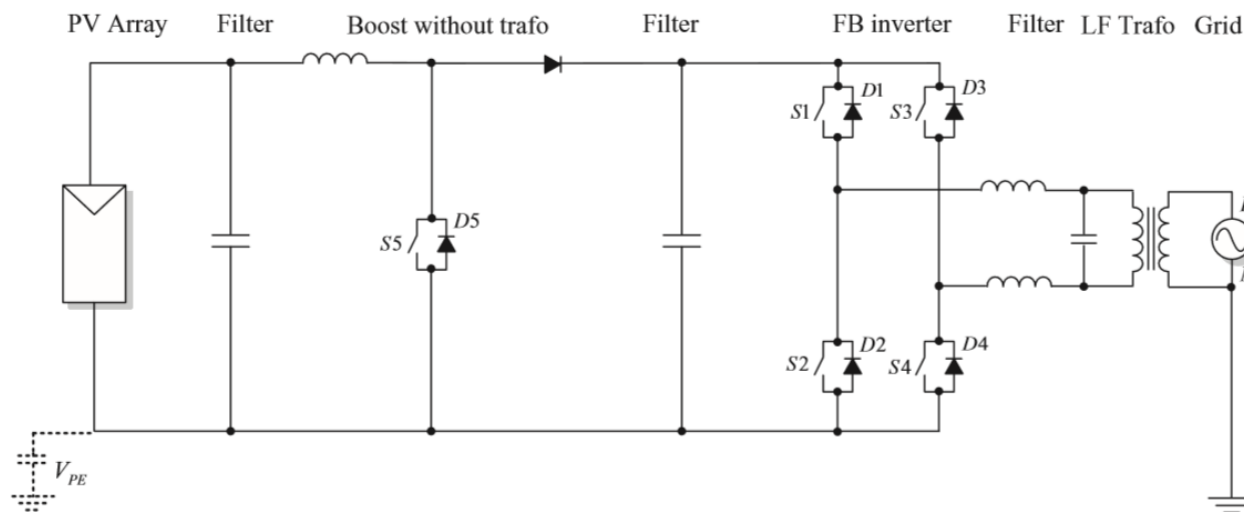 PV Array Filter Boost without trafo Filter FB inverter Filter LF Trafo Grid
D1 D3
S1 S3
D5
S5
D2 D4
S2 S4
V_PE